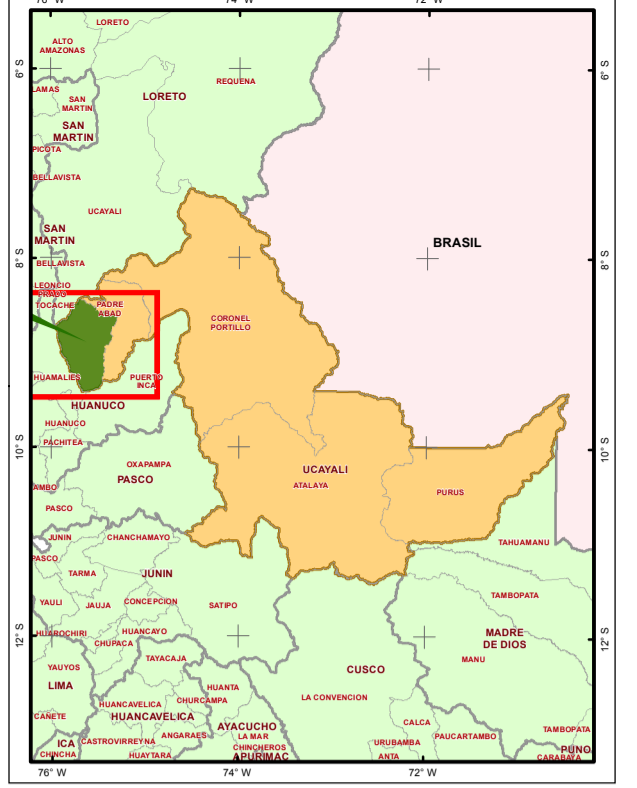 LORETO
ALTO
AMAZONAS
6° S
6° S
REQUENA
LAMAS
SAN
MARTIN
LORETO
SAN
MARTIN
PICOTA
BELLAVISTA
UCAYALI
SAN
MARTIN
BRASIL
8° S
8° S
BELLAVISTA
LEONCIO
PRADO
TOCACHE
PADRE
ABAD
CORONEL
PORTILLO
HUAMALIES
PUERTO
INCA
HUANUCO
HUANUCO
PACHITEA
10° S
10° S
OXAPAMPA
PASCO
UCAYALI
ATALAYA
PURUS
AMBO
PASCO
JUNIN
CHANCHAMAYO
TAHUAMANU
PASCO
TARMA
JUNIN
YAULI
JAUJA
CONCEPCION
SATIPO
TAMBOPATA
12° S
12° S
HUAROCHIRI
HUANCAYO
CHUPACA
MADRE
DE DIOS
TAYACAJA
MANU
YAUYOS
CUSCO
LIMA
HUANTA
HUANCAVELICA
CHURCAMPA
LA CONVENCION
CAÑETE
HUANCAVELICA
AYACUCHO
CALCA
TAMBOPATA
ICA
CASTROVIRREYNA
ANGARAES
LA MAR
URUBAMBA
PAUCARTAMBO
CHINCHA
HUAYTARA
CHINCHEROS
APURIMAC
ANTA
PUNO
CARABAYA
76° W
74° W
72° W